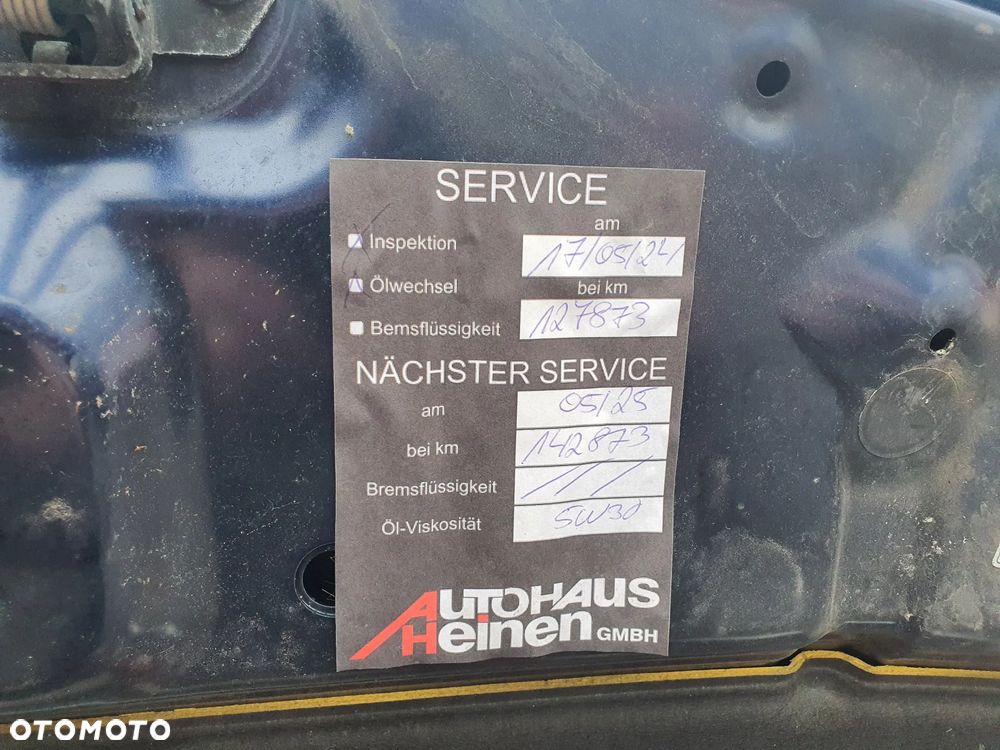 SERVICE
am
Inspektion 17/05/24
Ölwechsel bei km
Bemsflüssigkeit 127873
NÄCHSTER SERVICE
am 05/25
bei km 142873
Bremsflüssigkeit ///
Öl-Viskosität 5W30
AUTOHAUS
HEINEN GMBH
OTOMOTO